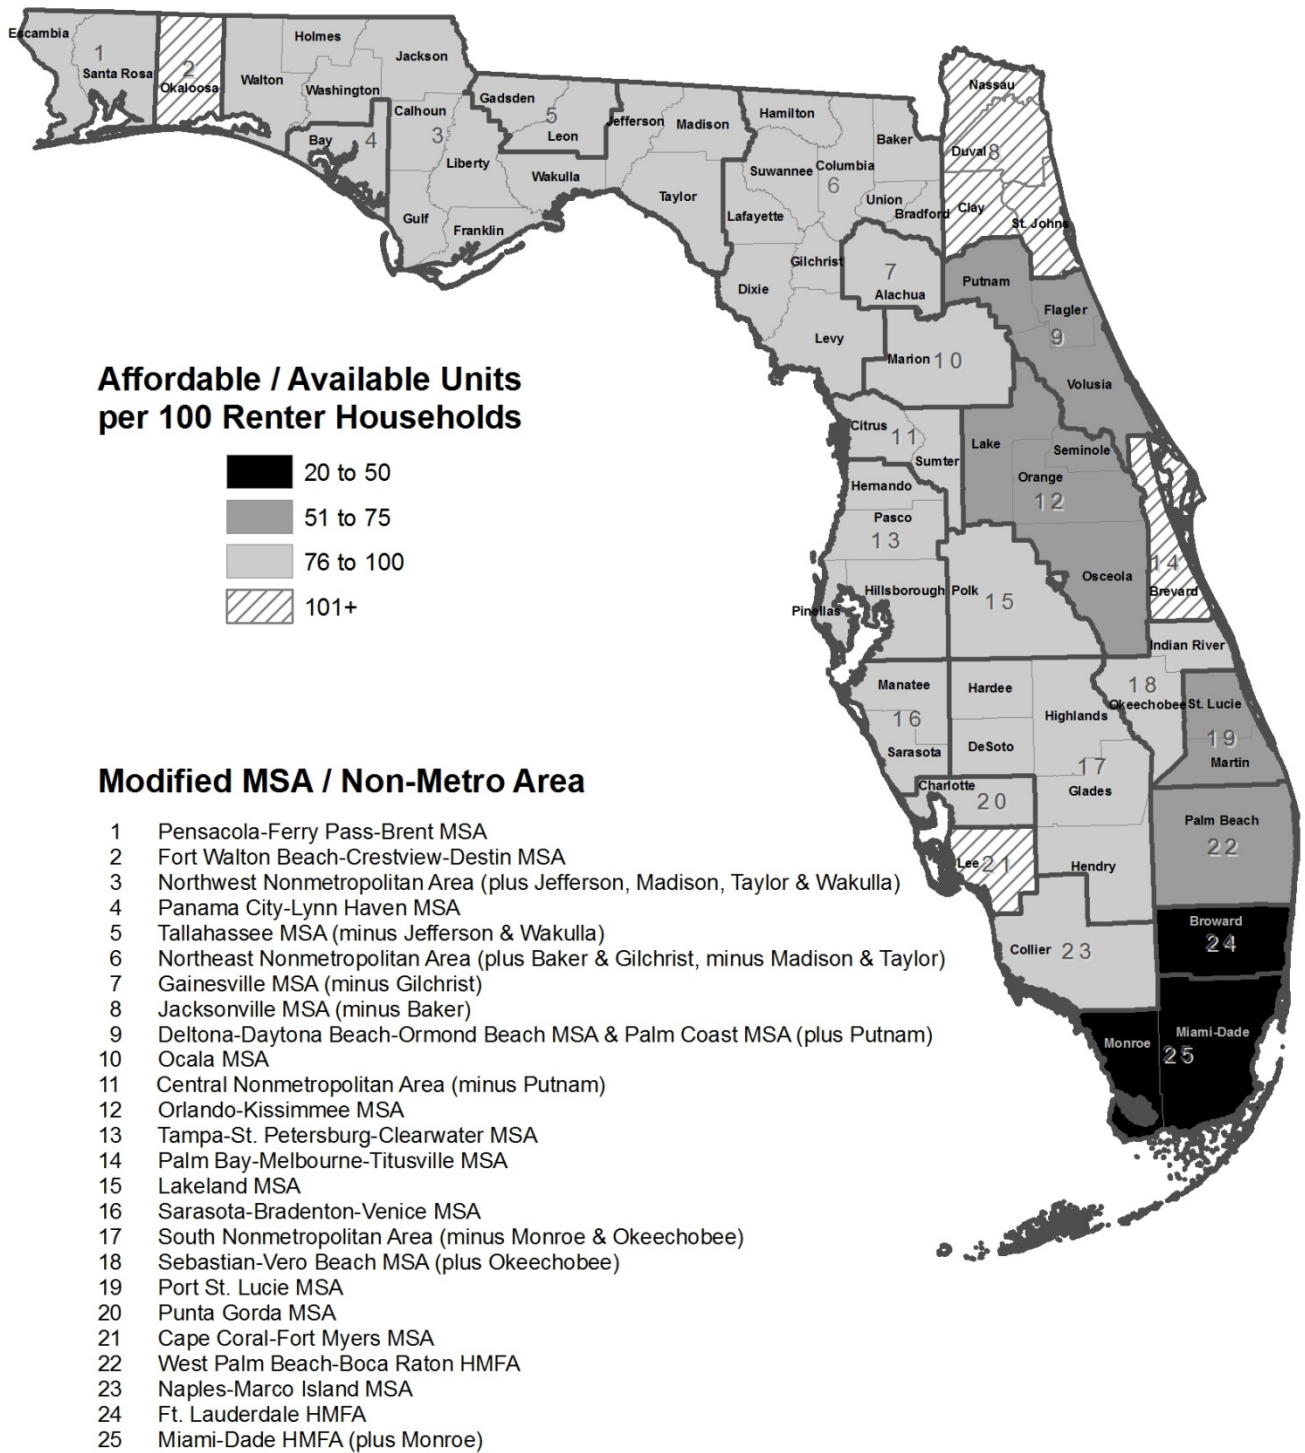 Escambia
1
Santa Rosa
2
Okaloosa
Walton
Holmes
Washington
Jackson
Bay
4
Calhoun
3
Liberty
Gulf
Franklin
Gadsden
5
Leon
Wakulla
Jefferson
Madison
Taylor
Hamilton
Suwannee
Columbia
6
Lafayette
Baker
Union
Bradford
Gilchrist
Dixie
Levy
Nassau
Duval
8
Clay
St. Johns
7
Alachua
Putnam
Flagler
9
Volusia
Marion
10
Citrus
11
Sumter
Lake
Seminole
Orange
12
Osceola
Hernando
Pasco
13
Hillsborough
Pinellas
Polk
15
14
Brevard
Indian River
18
Okeechobee
St. Lucie
19
Martin
Manatee
16
Sarasota
Hardee
DeSoto
Highlands
17
Glades
Charlotte
20
Lee
21
Hendry
Palm Beach
22
Collier
23
Broward
24
Monroe
Miami-Dade
25
Affordable / Available Units
per 100 Renter Households
20 to 50
51 to 75
76 to 100
101+
Modified MSA / Non-Metro Area
1 Pensacola-Ferry Pass-Brent MSA
2 Fort Walton Beach-Crestview-Destin MSA
3 Northwest Nonmetropolitan Area (plus Jefferson, Madison, Taylor & Wakulla)
4 Panama City-Lynn Haven MSA
5 Tallahassee MSA (minus Jefferson & Wakulla)
6 Northeast Nonmetropolitan Area (plus Baker & Gilchrist, minus Madison & Taylor)
7 Gainesville MSA (minus Gilchrist)
8 Jacksonville MSA (minus Baker)
9 Deltona-Daytona Beach-Ormond Beach MSA & Palm Coast MSA (plus Putnam)
10 Ocala MSA
11 Central Nonmetropolitan Area (minus Putnam)
12 Orlando-Kissimmee MSA
13 Tampa-St. Petersburg-Clearwater MSA
14 Palm Bay-Melbourne-Titusville MSA
15 Lakeland MSA
16 Sarasota-Bradenton-Venice MSA
17 South Nonmetropolitan Area (minus Monroe & Okeechobee)
18 Sebastian-Vero Beach MSA (plus Okeechobee)
19 Port St. Lucie MSA
20 Punta Gorda MSA
21 Cape Coral-Fort Myers MSA
22 West Palm Beach-Boca Raton HMFA
23 Naples-Marco Island MSA
24 Ft. Lauderdale HMFA
25 Miami-Dade HMFA (plus Monroe)